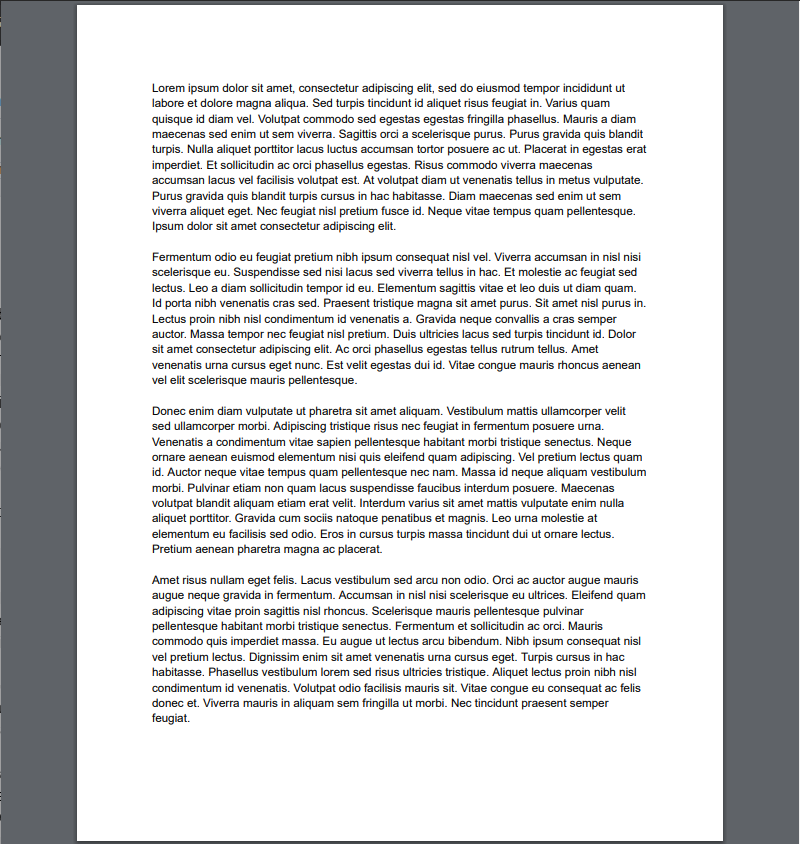 Lorem ipsum dolor sit amet, consectetur adipiscing elit, sed do eiusmod tempor incididunt ut
labore et dolore magna aliqua. Sed turpis tincidunt id aliquet risus feugiat in. Varius quam
quisque id diam vel. Volutpat commodo sed egestas egestas fringilla phasellus. Mauris a diam
maecenas sed enim ut sem viverra. Sagittis orci a scelerisque purus. Purus gravida quis blandit
turpis. Nulla aliquet porttitor lacus luctus accumsan tortor posuere ac ut. Placerat in egestas erat
imperdiet. Et sollicitudin ac orci phasellus egestas. Risus commodo viverra maecenas
accumsan lacus vel facilisis volutpat est. At volutpat diam ut venenatis tellus in metus vulputate.
Purus gravida quis blandit turpis cursus in hac habitasse. Diam maecenas sed enim ut sem
viverra aliquet eget. Nec feugiat nisl pretium fusce id. Neque vitae tempus quam pellentesque.
Ipsum dolor sit amet consectetur adipiscing elit.
Fermentum odio eu feugiat pretium nibh ipsum consequat nisl vel. Viverra accumsan in nisl nisi
scelerisque eu. Suspendisse sed nisi lacus sed viverra tellus in hac. Et molestie ac feugiat sed
lectus. Leo a diam sollicitudin tempor id eu. Elementum sagittis vitae et leo duis ut diam quam.
Id porta nibh venenatis cras sed. Praesent tristique magna sit amet purus. Sit amet nisl purus in.
Lectus proin nibh nisl condimentum id venenatis a. Gravida neque convallis a cras semper
auctor. Massa tempor nec feugiat nisl pretium. Duis ultricies lacus sed turpis tincidunt id. Dolor
sit amet consectetur adipiscing elit. Ac orci phasellus egestas tellus rutrum tellus. Amet
venenatis urna cursus eget nunc. Est velit egestas dui id. Vitae congue mauris rhoncus aenean
vel elit scelerisque mauris pellentesque.
Donec enim diam vulputate ut pharetra sit amet aliquam. Vestibulum mattis ullamcorper velit
sed ullamcorper morbi. Adipiscing tristique risus nec feugiat in fermentum posuere urna.
Venenatis a condimentum vitae sapien pellentesque habitant morbi tristique senectus. Neque
ornare aenean euismod elementum nisi quis eleifend quam adipiscing. Vel pretium lectus quam
id. Auctor neque vitae tempus quam pellentesque nec nam. Massa id neque aliquam vestibulum
morbi. Pulvinar etiam non quam lacus suspendisse faucibus interdum posuere. Maecenas
volutpat blandit aliquam etiam erat velit. Interdum varius sit amet mattis vulputate enim nulla
aliquet porttitor. Gravida cum sociis natoque penatibus et magnis. Leo urna molestie at
elementum eu facilisis sed odio. Eros in cursus turpis massa tincidunt dui ut ornare lectus.
Pretium aenean pharetra magna ac placerat.
Amet risus nullam eget felis. Lacus vestibulum sed arcu non odio. Orci ac auctor augue mauris
augue neque gravida in fermentum. Accumsan in nisl nisi scelerisque eu ultrices. Eleifend quam
adipiscing vitae proin sagittis nisl rhoncus. Scelerisque mauris pellentesque pulvinar
pellentesque habitant morbi tristique senectus. Fermentum et sollicitudin ac orci. Mauris
commodo quis imperdiet massa. Eu augue ut lectus arcu bibendum. Nibh ipsum consequat nisl
vel pretium lectus. Dignissim enim sit amet venenatis urna cursus eget. Turpis cursus in hac
habitasse. Phasellus vestibulum lorem sed risus ultricies tristique. Aliquet lectus proin nibh nisl
condimentum id venenatis. Volutpat odio facilisis mauris sit. Vitae congue eu consequat ac felis
donec et. Viverra mauris in aliquam sem fringilla ut morbi. Nec tincidunt praesent semper
feugiat.